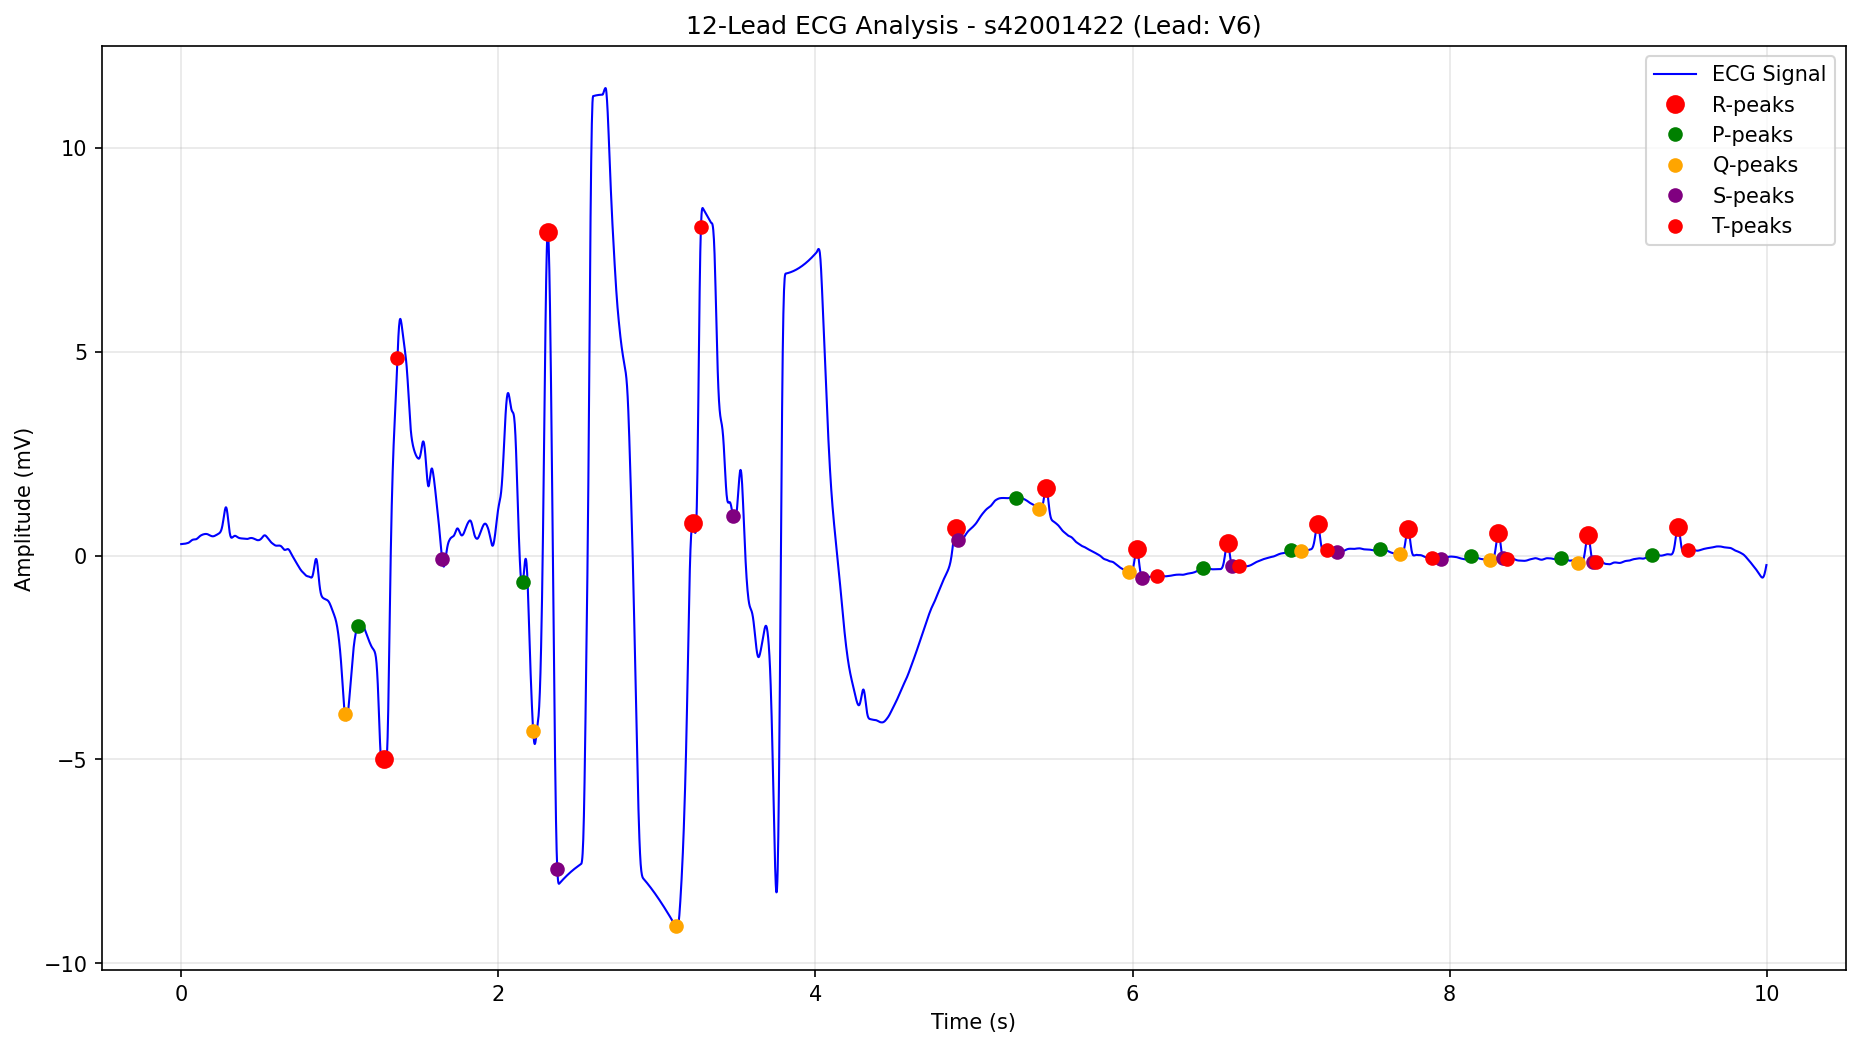 12-Lead ECG Analysis - s42001422 (Lead: V6)
ECG Signal
R-peaks
P-peaks
Q-peaks
S-peaks
T-peaks
Amplitude (mV)
10
5
0
−5
−10
0 2 4 6 8 10
Time (s)